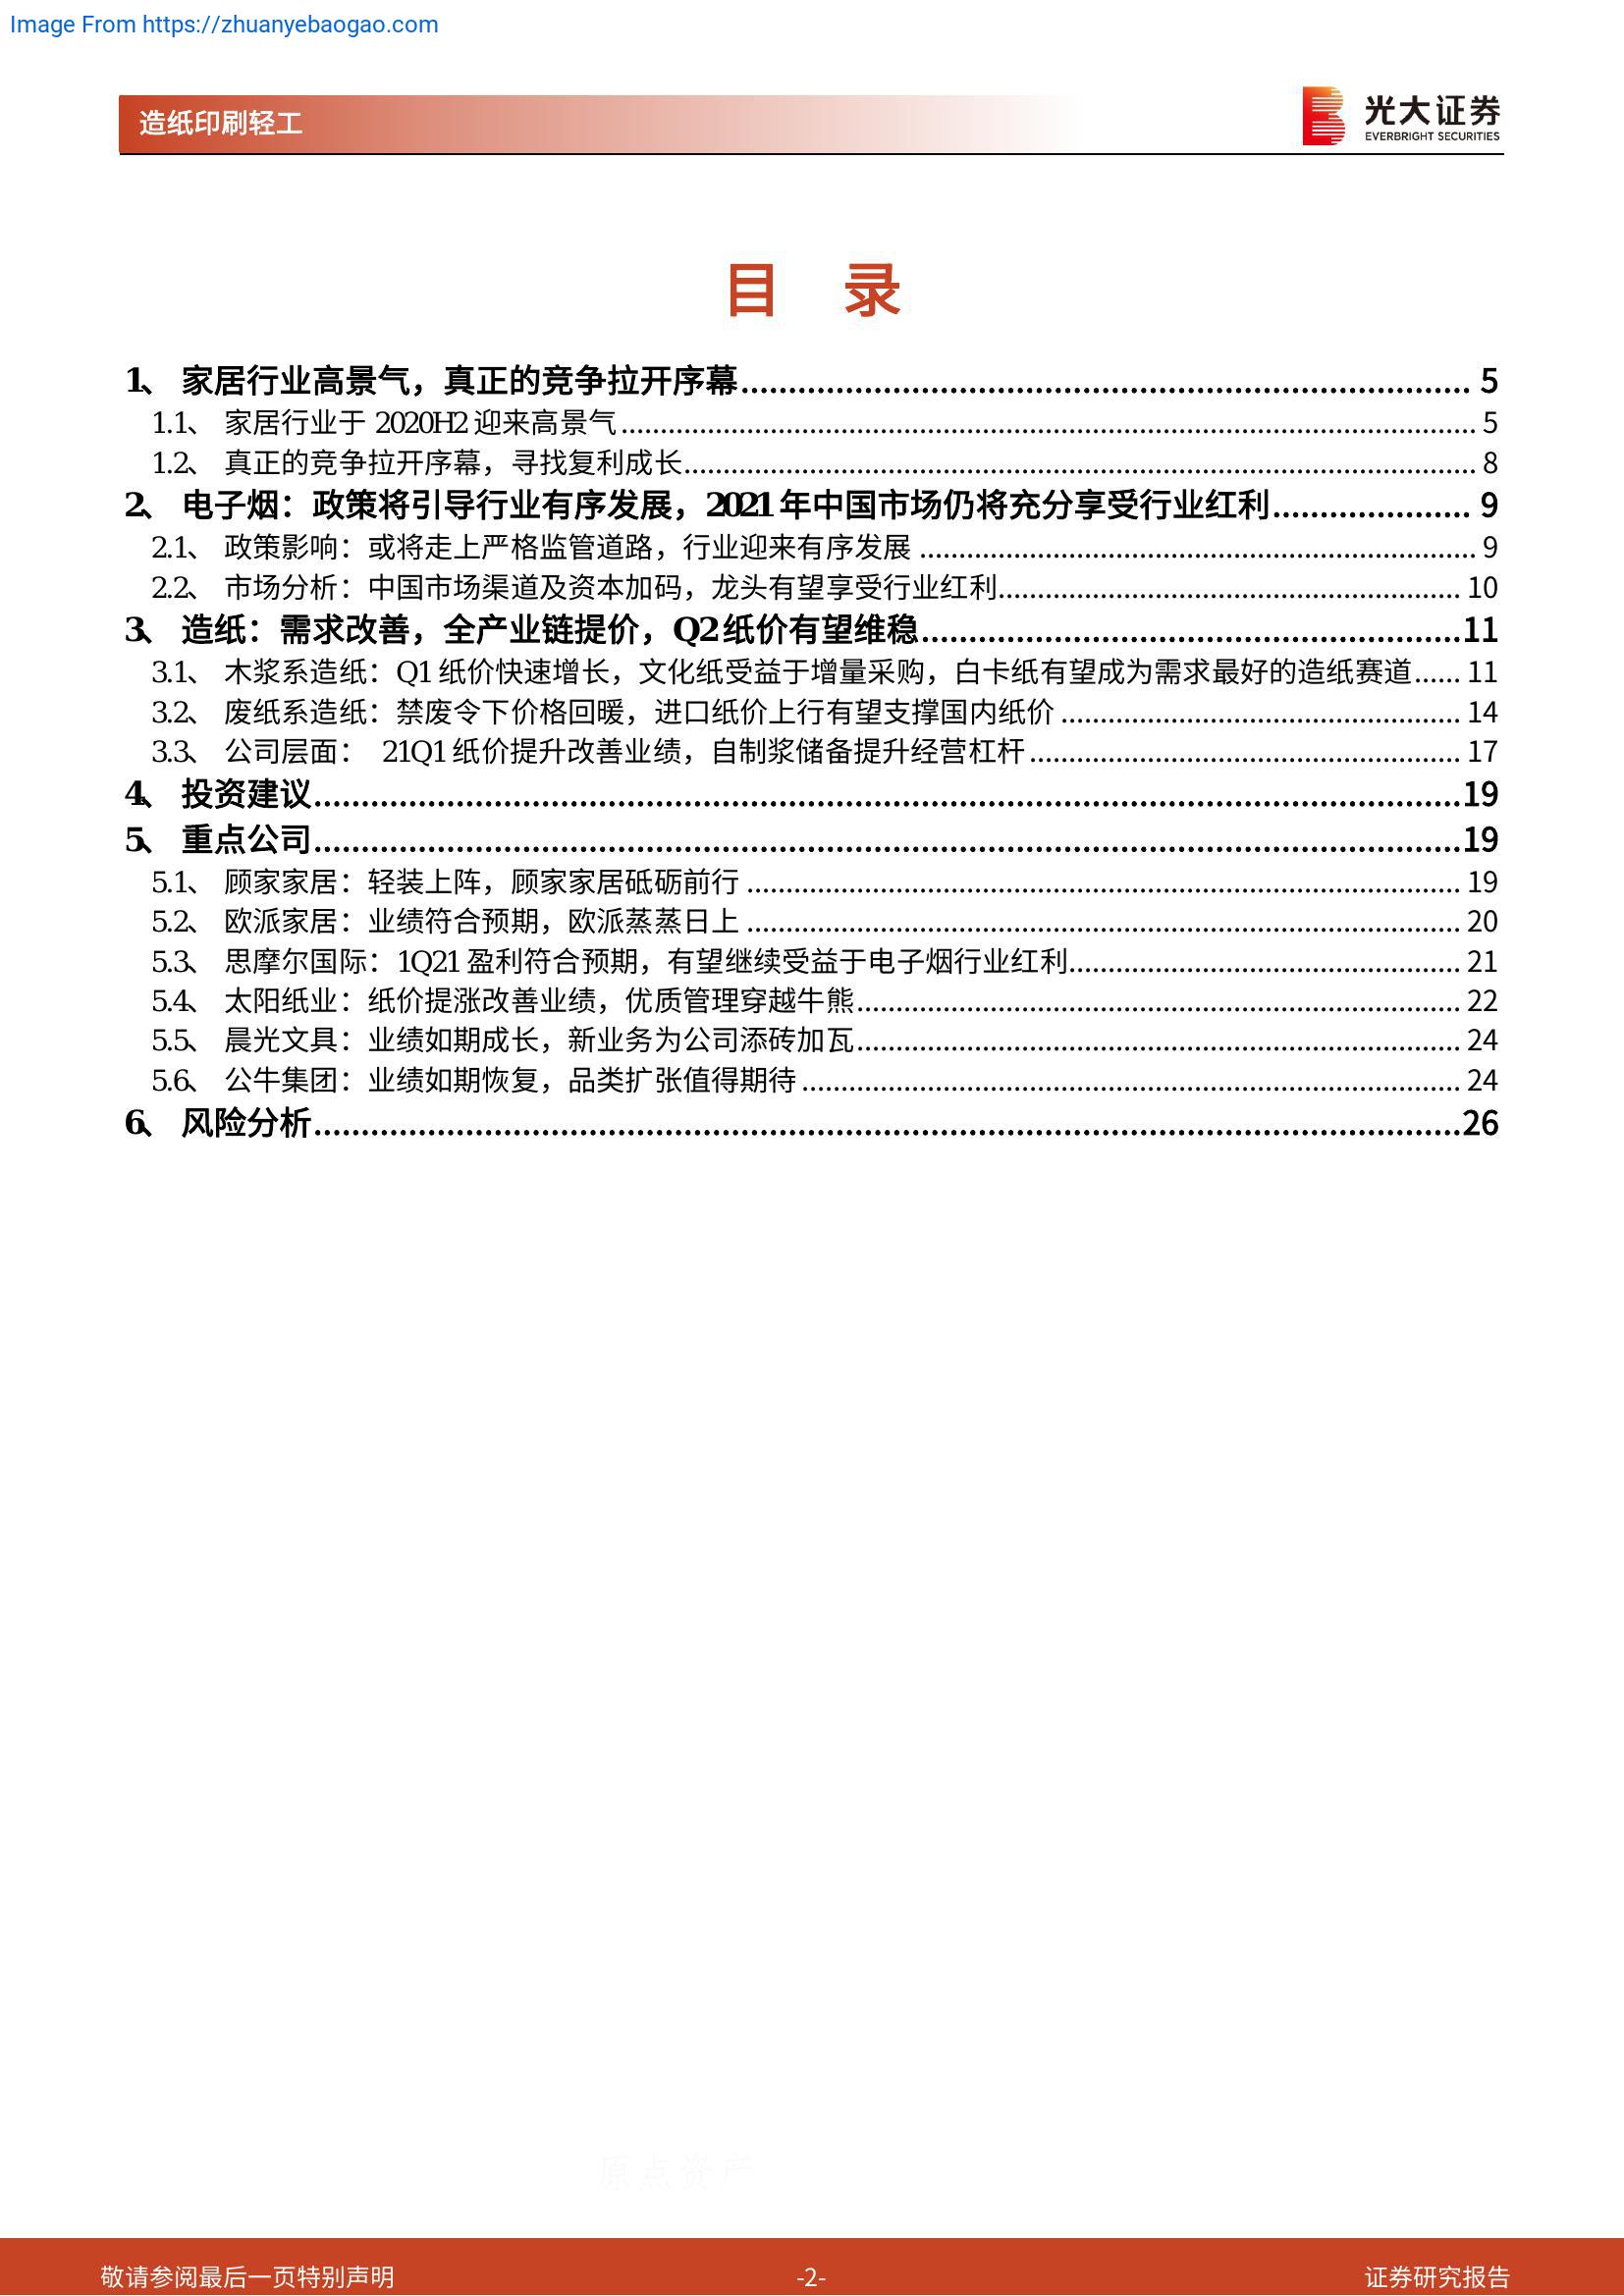 Image From https://zhuanyebaogao.com
造纸印刷轻工
光大证券
EVERBRIGHT SECURITIES
目 录
1、 家居行业高景气，真正的竞争拉开序幕 5
1.1、 家居行业于 2020H2 迎来高景气 5
1.2、 真正的竞争拉开序幕，寻找复利成长 8
2、 电子烟：政策将引导行业有序发展，2021 年中国市场仍将充分享受行业红利 9
2.1、 政策影响：或将走上严格监管道路，行业迎来有序发展 9
2.2、 市场分析：中国市场渠道及资本加码，龙头有望享受行业红利 10
3、 造纸：需求改善，全产业链提价，Q2 纸价有望维稳 11
3.1、 木浆系造纸：Q1 纸价快速增长，文化纸受益于增量采购，白卡纸有望成为需求最好的造纸赛道 11
3.2、 废纸系造纸：禁废令下价格回暖，进口纸价上行有望支撑国内纸价 14
3.3、 公司层面： 21Q1 纸价提升改善业绩，自制浆储备提升经营杠杆 17
4、 投资建议 19
5、 重点公司 19
5.1、 顾家家居：轻装上阵，顾家家居砥砺前行 19
5.2、 欧派家居：业绩符合预期，欧派蒸蒸日上 20
5.3、 思摩尔国际：1Q21 盈利符合预期，有望继续受益于电子烟行业红利 21
5.4、 太阳纸业：纸价提涨改善业绩，优质管理穿越牛熊 22
5.5、 晨光文具：业绩如期成长，新业务为公司添砖加瓦 24
5.6、 公牛集团：业绩如期恢复，品类扩张值得期待 24
6、 风险分析 26
原点资产
敬请参阅最后一页特别声明 -2- 证券研究报告